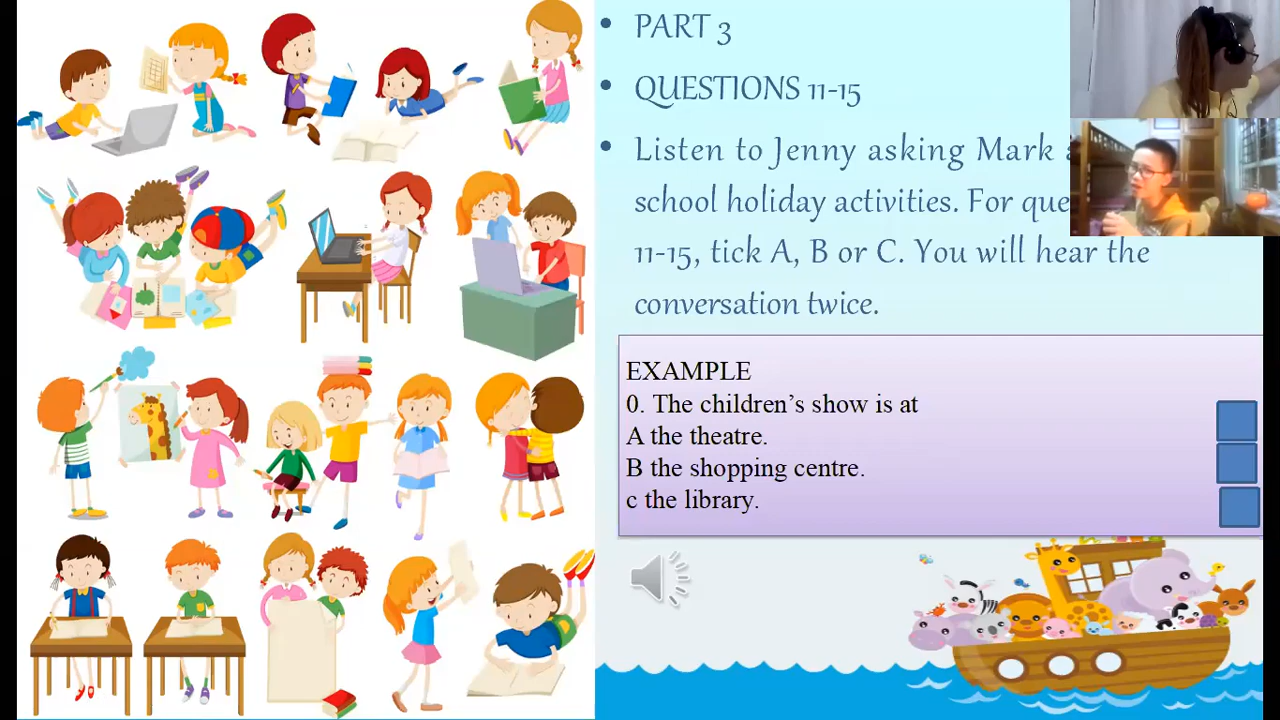 PART 3
QUESTIONS 11-15
Listen to Jenny asking Mark
school holiday activities. For
11-15, tick A, B or C. You will hear the
conversation twice.
EXAMPLE
0. The children's show is at
A the theatre.
B the shopping centre.
c the library.